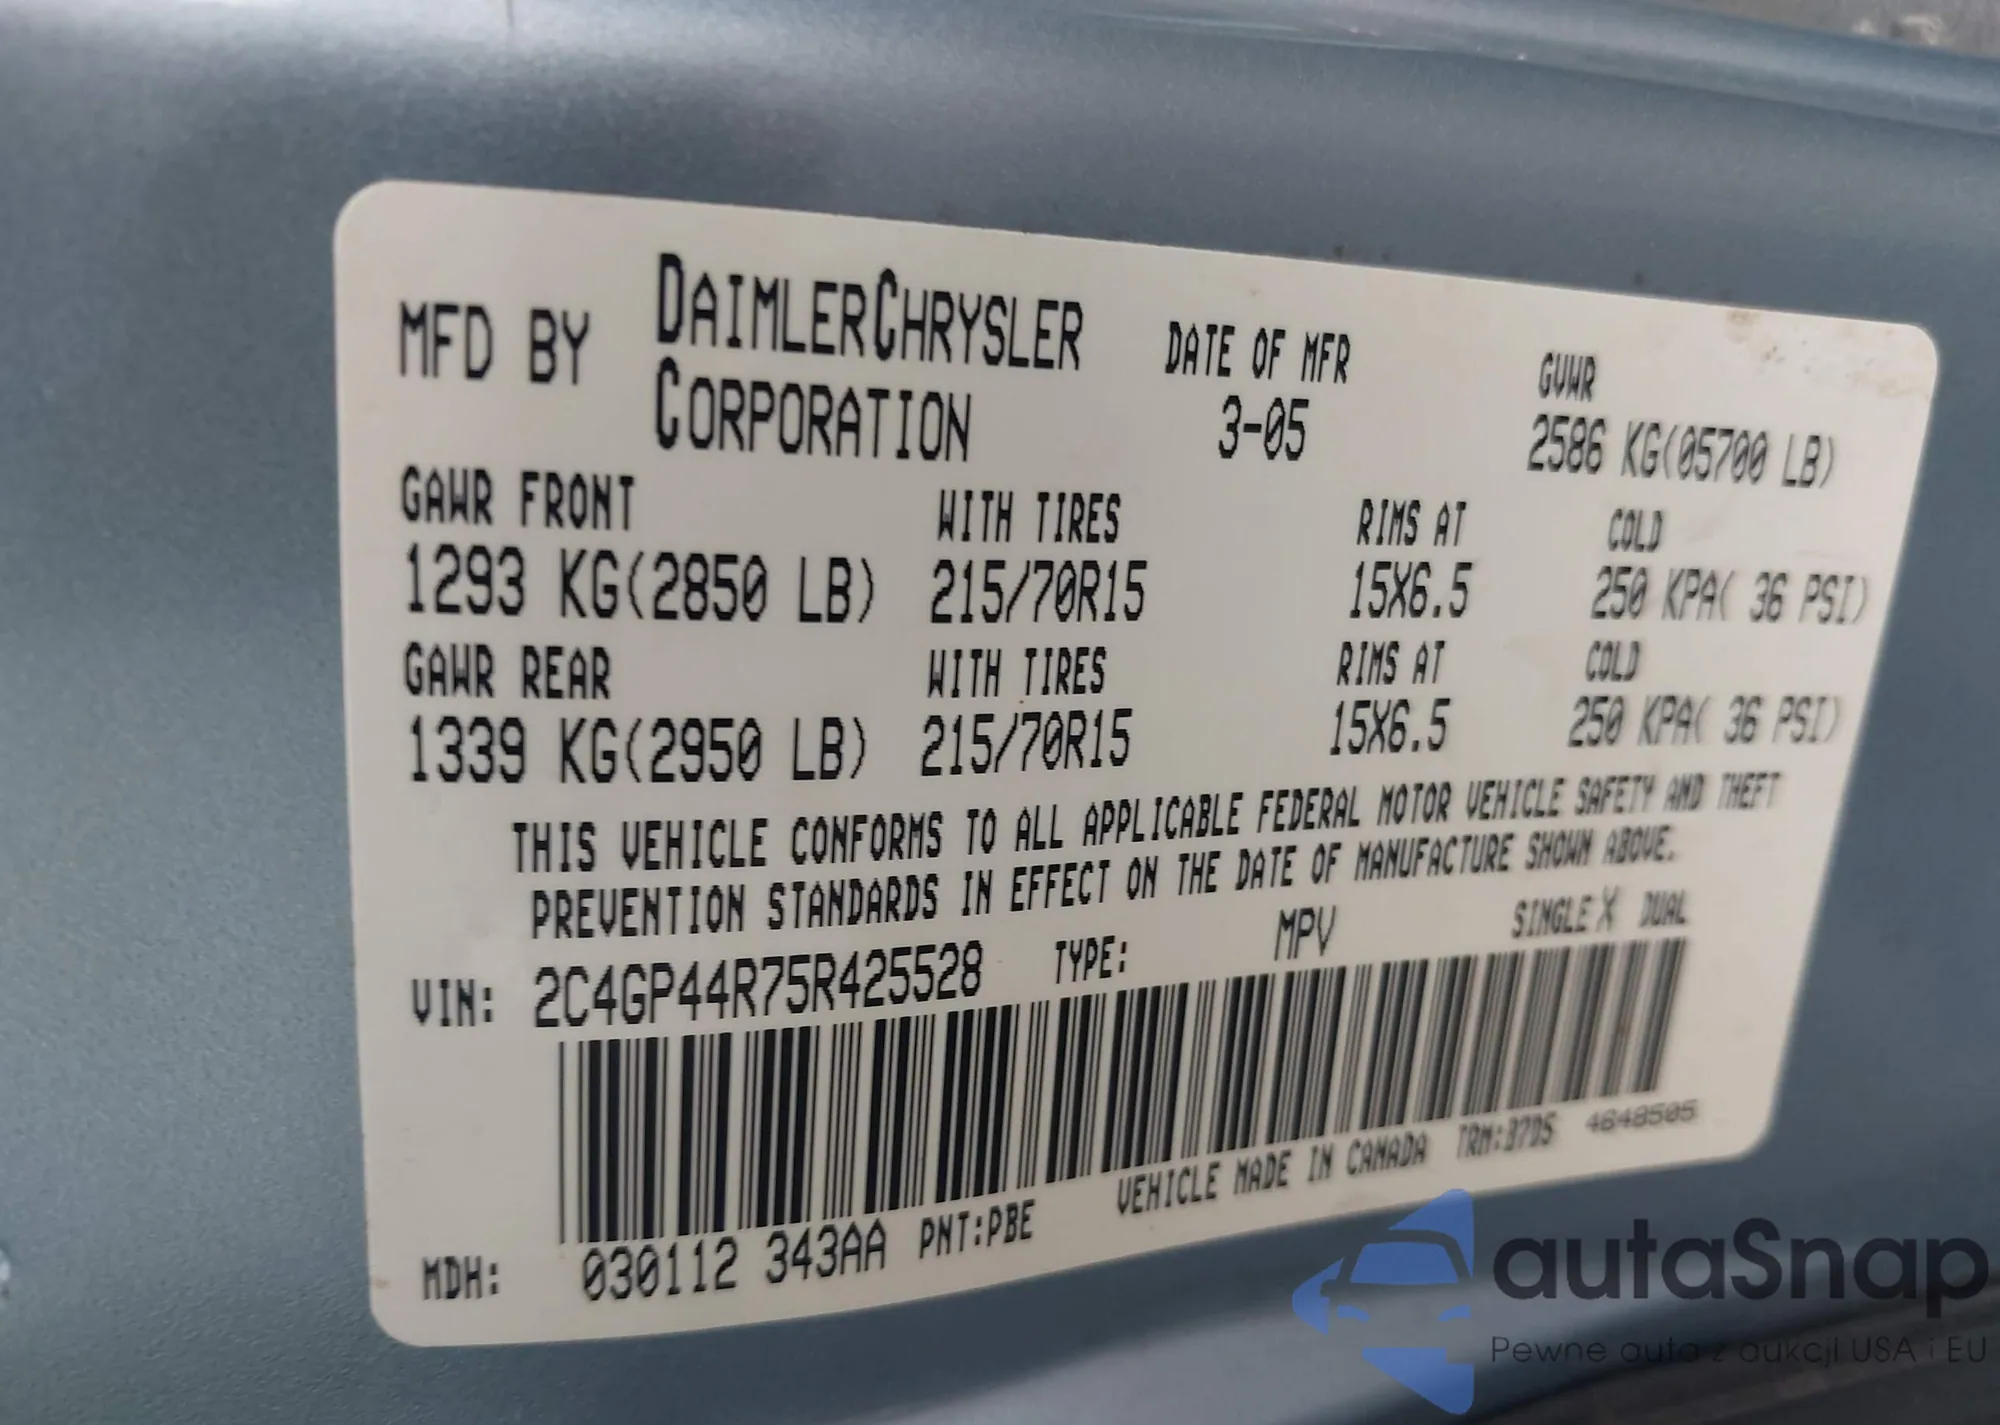 MFD BY DAIMLERCHRYSLER CORPORATION
DATE OF MFR
3-05
GVWR
2586 KG(05700 LB)
GAWR FRONT WITH TIRES RIMS AT COLD
1293 KG(2850 LB) 215/70R15 15X6.5 250 KPA( 36 PSI)
GAWR REAR WITH TIRES RIMS AT COLD
1339 KG(2950 LB) 215/70R15 15X6.5 250 KPA( 36 PSI)
THIS VEHICLE CONFORMS TO ALL APPLICABLE FEDERAL MOTOR VEHICLE SAFETY AND THEFT
PREVENTION STANDARDS IN EFFECT ON THE DATE OF MANUFACTURE SHOWN ABOVE.
VIN: 2C4GP44R75R425528 TYPE: MPV SINGLE X DUAL
VEHICLE MADE IN CANADA TRM:37D5 4648505
MDH: 030112 343AA PNT:PBE
autaSnap
Pewne auta z aukcji USA i EU